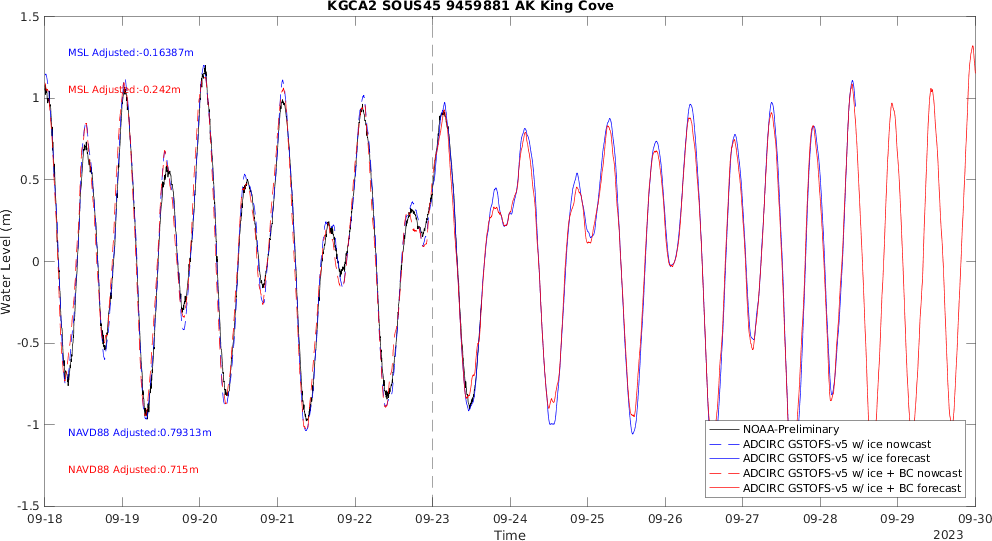 KGCA2 SOUS45 9459881 AK King Cove
1.5
1
0.5
0
-0.5
-1
-1.5
Water Level (m)
MSL Adjusted:-0.16387m
MSL Adjusted:-0.242m
NAVD88 Adjusted:0.79313m
NAVD88 Adjusted:0.715m
NOAA-Preliminary
ADCIRC GSTOFS-v5 w/ ice nowcast
ADCIRC GSTOFS-v5 w/ ice forecast
ADCIRC GSTOFS-v5 w/ ice + BC nowcast
ADCIRC GSTOFS-v5 w/ ice + BC forecast
09-18 09-19 09-20 09-21 09-22 09-23 09-24 09-25 09-26 09-27 09-28 09-29 09-30
Time
2023